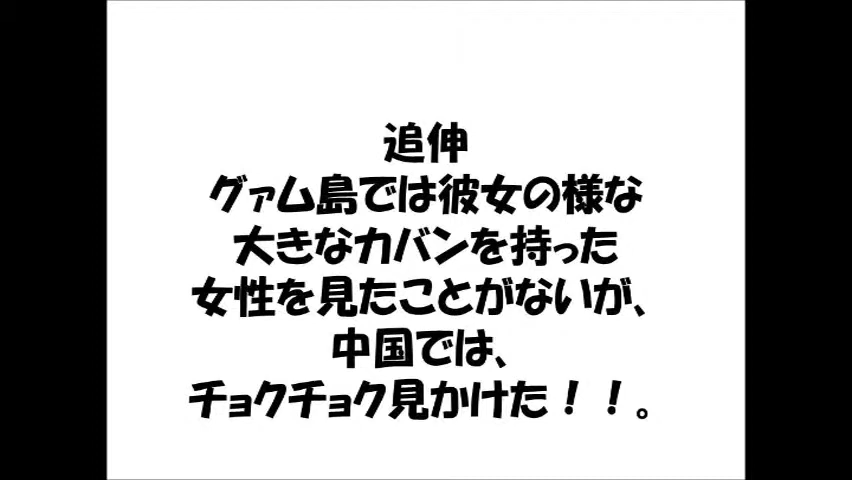 追伸
グァム島では彼女の様な
大きなカバンを持った
女性を見たことがないが、
中国では、
チョクチョク見かけた！！。